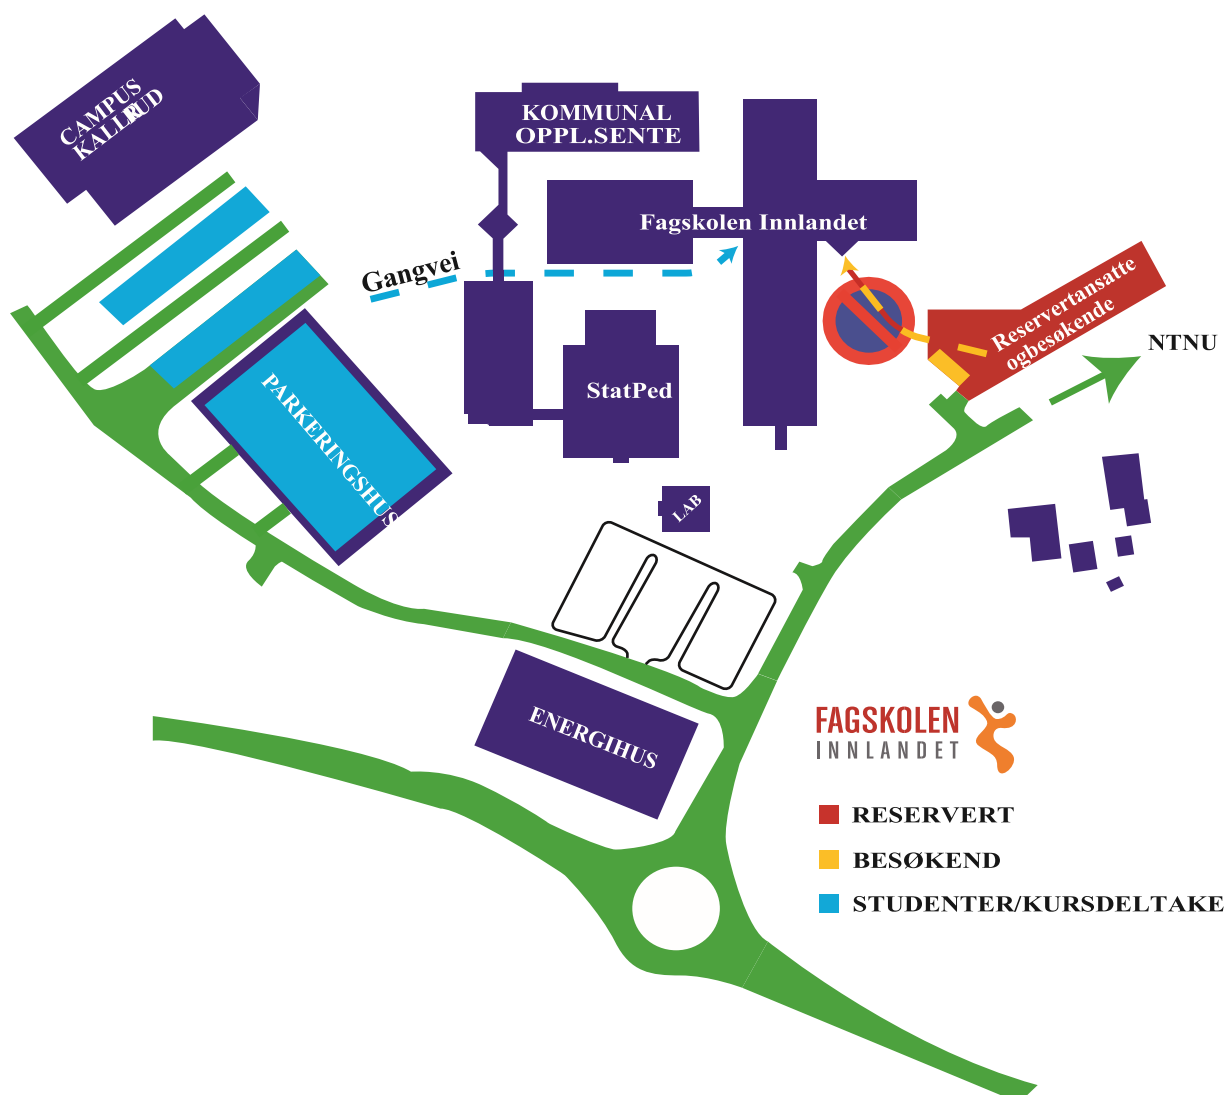 CAMPUS
KALLRUD
KOMMUNAL
OPPL.SENTE
Fagskolen Innlandet
Gangvei
Reservertansatte
ogbesøkende
NTNU
PARKERINGSHUS
StatPed
LAB
ENERGIHUS
FAGSKOLEN
INNLANDET
RESERVERT
BESØKEND
STUDENTER/KURSDELTAKE